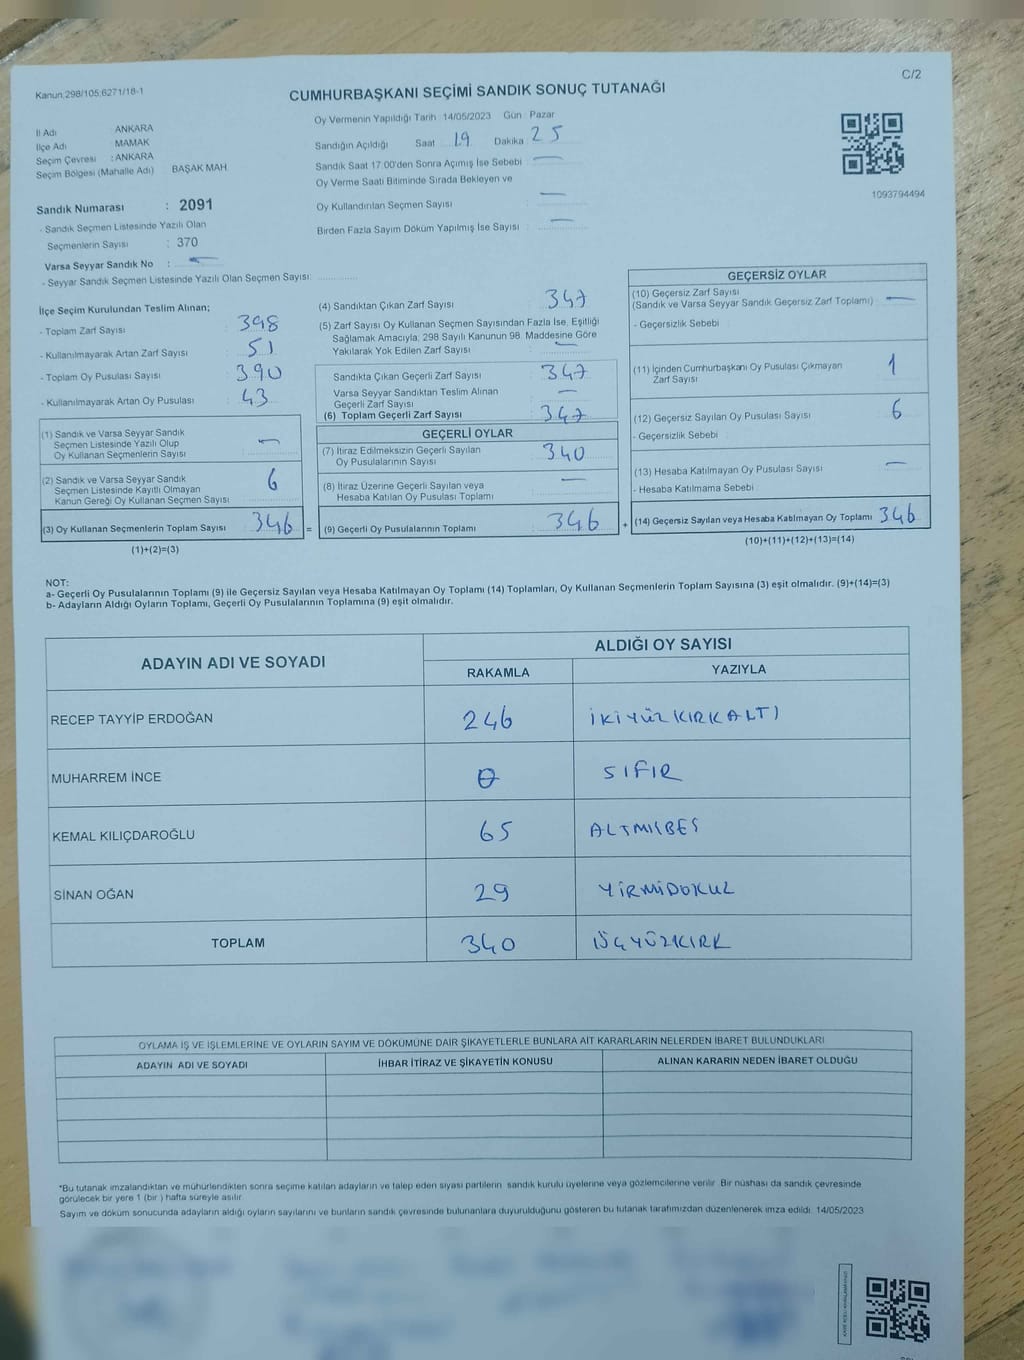 C/2
Kanun,298/105,6271/18-1
CUMHURBAŞKANI SEÇİMİ SANDIK SONUÇ TUTANAĞI
Oy Vermenin Yapıldığı Tarih :14/05/2023 Gün : Pazar
İl Adı : ANKARA
İlçe Adı : MAMAK
Seçim Çevresi : ANKARA
Seçim Bölgesi (Mahalle Adı) : BAŞAK MAH.
Sandığın Açıldığı Saat 19 Dakika 25
Sandık Saat 17:00'den Sonra Açımış İse Sebebi : —
Oy Verme Saati Bitiminde Sırada Bekleyen ve
Oy Kullandırılan Seçmen Sayısı : —
Birden Fazla Sayım Döküm Yapılmış İse Sayısı : —
1093794494
Sandık Numarası : 2091
- Sandık Seçmen Listesinde Yazılı Olan
Seçmenlerin Sayısı : 370
Varsa Seyyar Sandık No : —
- Seyyar Sandık Seçmen Listesinde Yazılı Olan Seçmen Sayısı
İlçe Seçim Kurulundan Teslim Alınan;
- Toplam Zarf Sayısı : 398
- Kullanılmayarak Artan Zarf Sayısı : 51
- Toplam Oy Pusulası Sayısı : 390
- Kullanılmayarak Artan Oy Pusulası : 43
(1) Sandık ve Varsa Seyyar Sandık
Seçmen Listesinde Yazılı Olup
Oy Kullanan Seçmenlerin Sayısı —
(2) Sandık ve Varsa Seyyar Sandık
Seçmen Listesinde Kayıtlı Olmayan
Kanun Gereği Oy Kullanan Seçmen Sayısı 6
(3) Oy Kullanan Seçmenlerin Toplam Sayısı 346 =
(1)+(2)=(3)
(4) Sandıktan Çıkan Zarf Sayısı 347
(5) Zarf Sayısı Oy Kullanan Seçmen Sayısından Fazla İse, Eşitliği
Sağlamak Amacıyla; 298 Sayılı Kanunun 98. Maddesine Göre
Yakılarak Yok Edilen Zarf Sayısı —
Sandıkta Çıkan Geçerli Zarf Sayısı 347
Varsa Seyyar Sandıktan Teslim Alınan
Geçerli Zarf Sayısı —
(6) Toplam Geçerli Zarf Sayısı 347
GEÇERLİ OYLAR
(7) İtiraz Edilmeksizin Geçerli Sayılan
Oy Pusulalarının Sayısı 340
(8) İtiraz Üzerine Geçerli Sayılan veya
Hesaba Katılan Oy Pusulası Toplamı —
(9) Geçerli Oy Pusulalarının Toplamı 346 +
GEÇERSİZ OYLAR
(10) Geçersiz Zarf Sayısı
(Sandık ve Varsa Seyyar Sandık Geçersiz Zarf Toplamı) —
- Geçersizlik Sebebi :
(11) İçinden Cumhurbaşkanı Oy Pusulası Çıkmayan
Zarf Sayısı 1
(12) Geçersiz Sayılan Oy Pusulası Sayısı 6
- Geçersizlik Sebebi :
(13) Hesaba Katılmayan Oy Pusulası Sayısı —
- Hesaba Katılmama Sebebi :
(14) Geçersiz Sayılan veya Hesaba Katılmayan Oy Toplamı 346
(10)+(11)+(12)+(13)=(14)
NOT:
a- Geçerli Oy Pusulalarının Toplamı (9) ile Geçersiz Sayılan veya Hesaba Katılmayan Oy Toplamı (14) Toplamları, Oy Kullanan Seçmenlerin Toplam Sayısına (3) eşit olmalıdır. (9)+(14)=(3)
b- Adayların Aldığı Oyların Toplamı, Geçerli Oy Pusulalarının Toplamına (9) eşit olmalıdır.
ADAYIN ADI VE SOYADI
ALDIĞI OY SAYISI
RAKAMLA YAZIYLA
RECEP TAYYİP ERDOĞAN 246 İKİYÜZKIRKALTI
MUHARREM İNCE 0 SIFIR
KEMAL KILIÇDAROĞLU 65 ALTMIŞBEŞ
SİNAN OĞAN 29 YİRMİDOKUZ
TOPLAM 340 ÜÇYÜZKIRK
OYLAMA İŞ VE İŞLEMLERİNE VE OYLARIN SAYIM VE DÖKÜMÜNE DAİR ŞİKAYETLERLE BUNLARA AİT KARARLARIN NELERDEN İBARET BULUNDUKLARI
ADAYIN ADI VE SOYADI İHBAR İTİRAZ VE ŞİKAYETİN KONUSU ALINAN KARARIN NEDEN İBARET OLDUĞU
*Bu tutanak imzalandıktan ve mühürlendikten sonra seçime katılan adayların ve talep eden siyasi partilerin sandık kurulu üyelerine veya gözlemcilerine verilir. Bir nüshası da sandık çevresinde
görülecek bir yere 1 (bir ) hafta süreyle asılır.
Sayım ve döküm sonucunda adayların aldığı oyların sayılarını ve bunların sandık çevresinde bulunanlara duyurulduğunu gösteren bu tutanak tarafımızdan düzenlenerek imza edildi. 14/05/2023